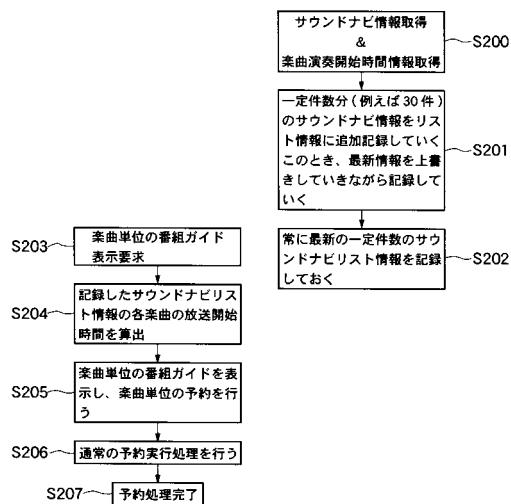 サウンドナビ情報取得
&
楽曲演奏開始時間情報取得
S200
一定件数分(例えば30件)
のサウンドナビ情報をリス
ト情報に追加記録していく
このとき、最新情報を上書
きしていきながら記録して
いく
S201
常に最新の一定件数のサウ
ンドナビリスト情報を記録
しておく
S202
S203
楽曲単位の番組ガイド
表示要求
S204
記録したサウンドナビリス
ト情報の各楽曲の放送開始
時間を算出
S205
楽曲単位の番組ガイドを表
示し、楽曲単位の予約を行
う
S206
通常の予約実行処理を行う
S207
予約処理完了